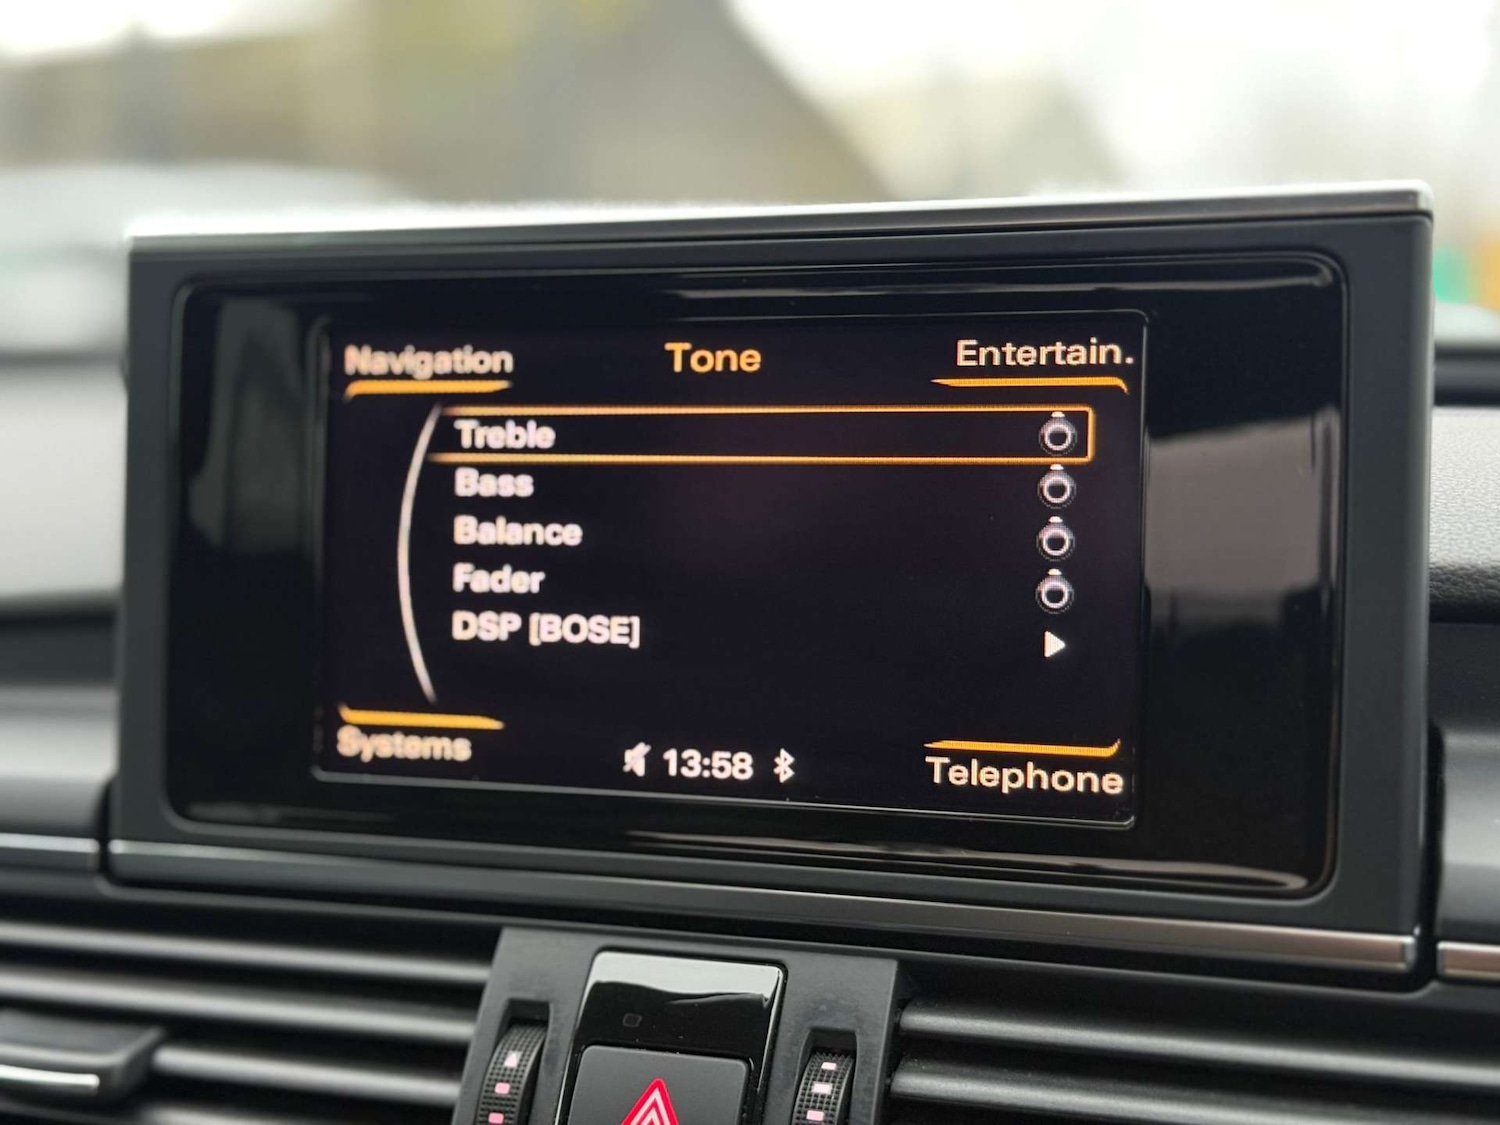 Navigation
Tone
Entertain.
Treble
Bass
Balance
Fader
DSP [BOSE]
Systems
13:58
Telephone